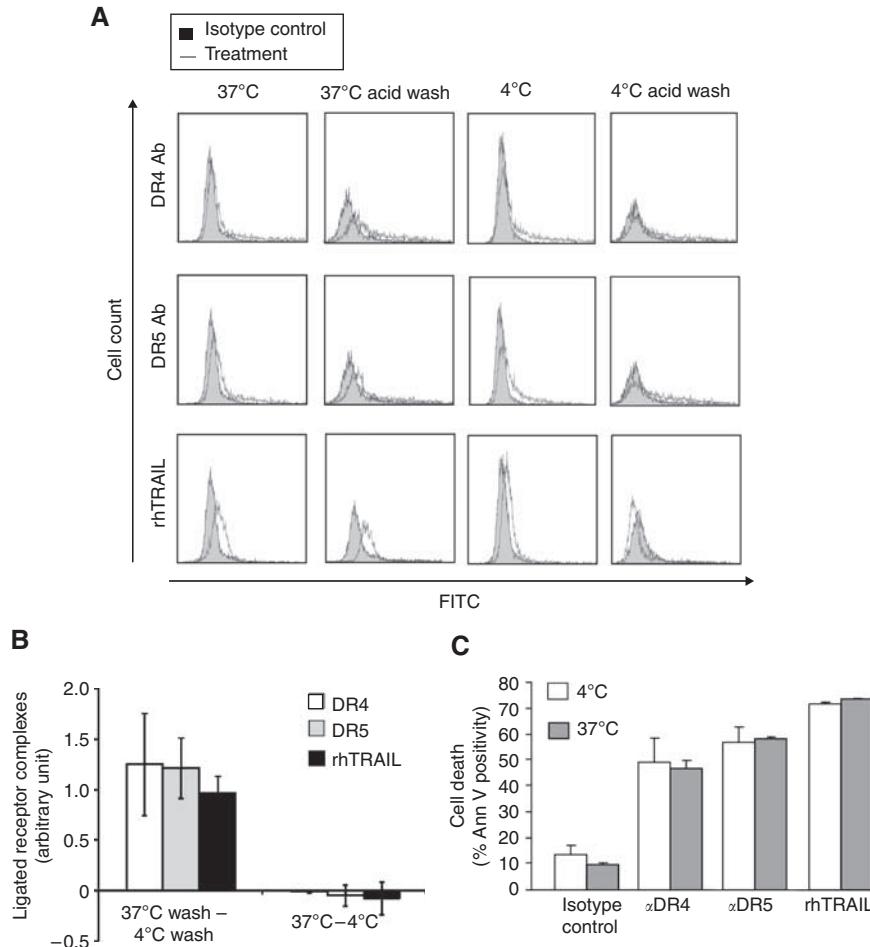 A
Isotype control
Treatment
37°C
37°C acid wash
4°C
4°C acid wash
DR4 Ab
DR5 Ab
rhTRAIL
Cell count
FITC
B
Ligated receptor complexes
(arbitrary unit)
2.0
1.5
1.0
0.5
0
−0.5
DR4
DR5
rhTRAIL
37°C wash –
4°C wash
37°C–4°C
C
Cell death
(% Ann V positivity)
80
70
60
50
40
30
20
10
0
4°C
37°C
Isotype
control
αDR4
αDR5
rhTRAIL